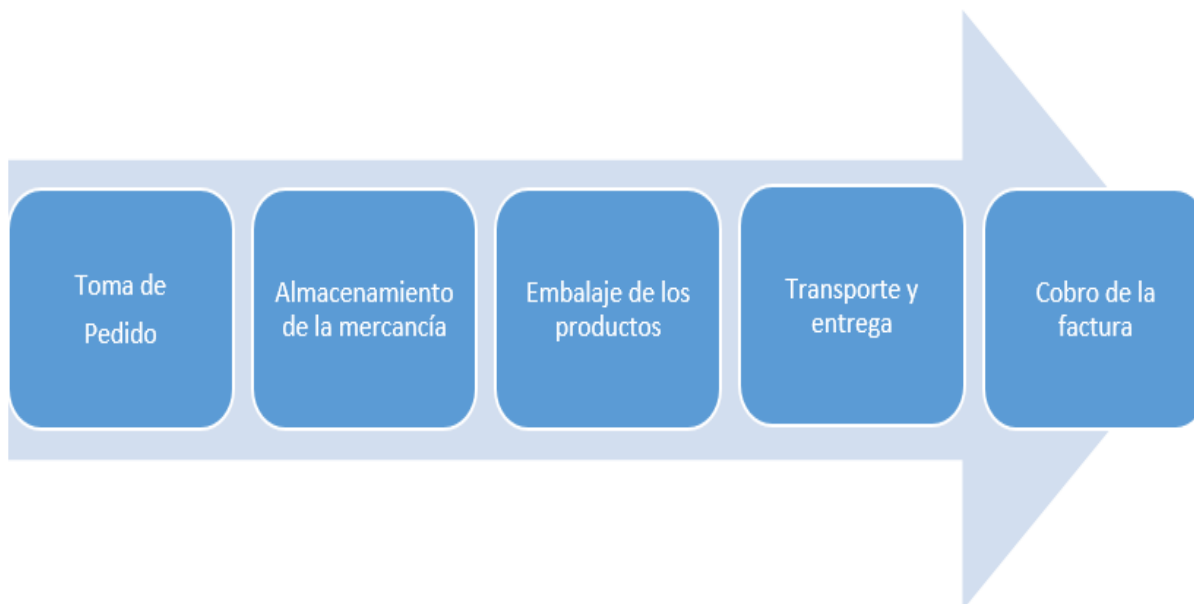 Toma de
Pedido
Almacenamiento
de la mercancía
Embalaje de los
productos
Transporte y
entrega
Cobro de la
factura